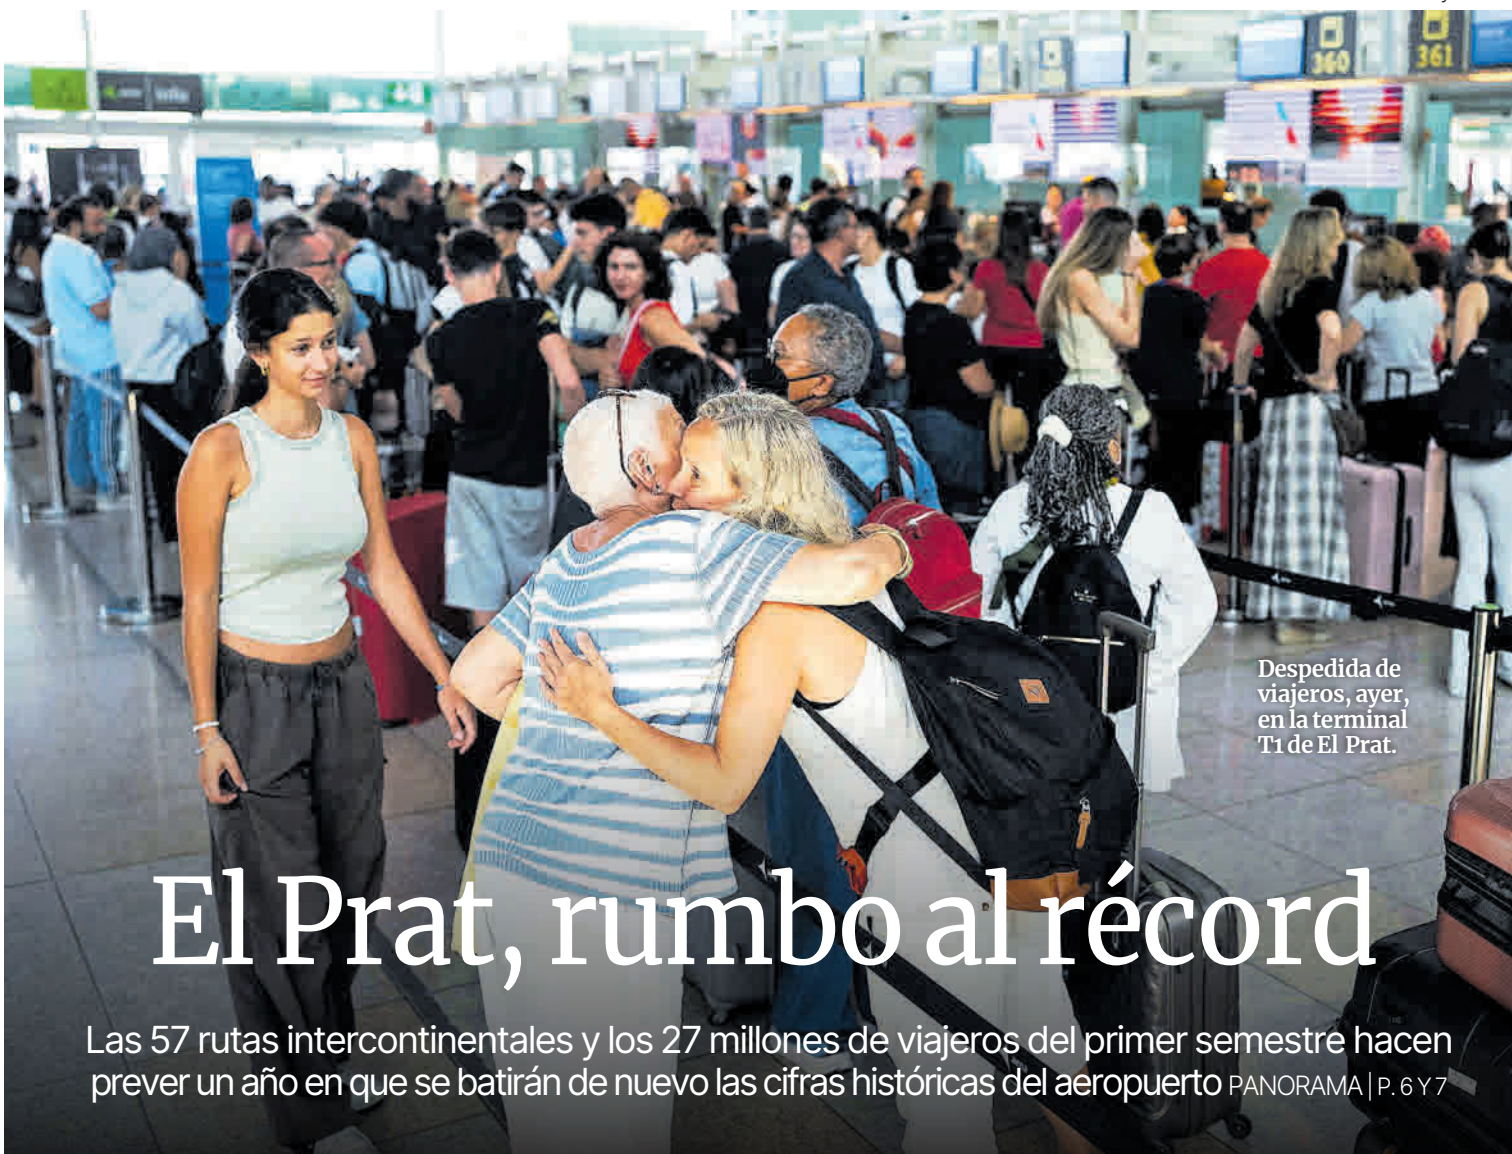 360
361
Despedida de
viajeros, ayer,
en la terminal
T1 de El Prat.
El Prat, rumbo al récord
Las 57 rutas intercontinentales y los 27 millones de viajeros del primer semestre hacen
prever un año en que se batirán de nuevo las cifras históricas del aeropuerto PANORAMA | P. 6 Y 7